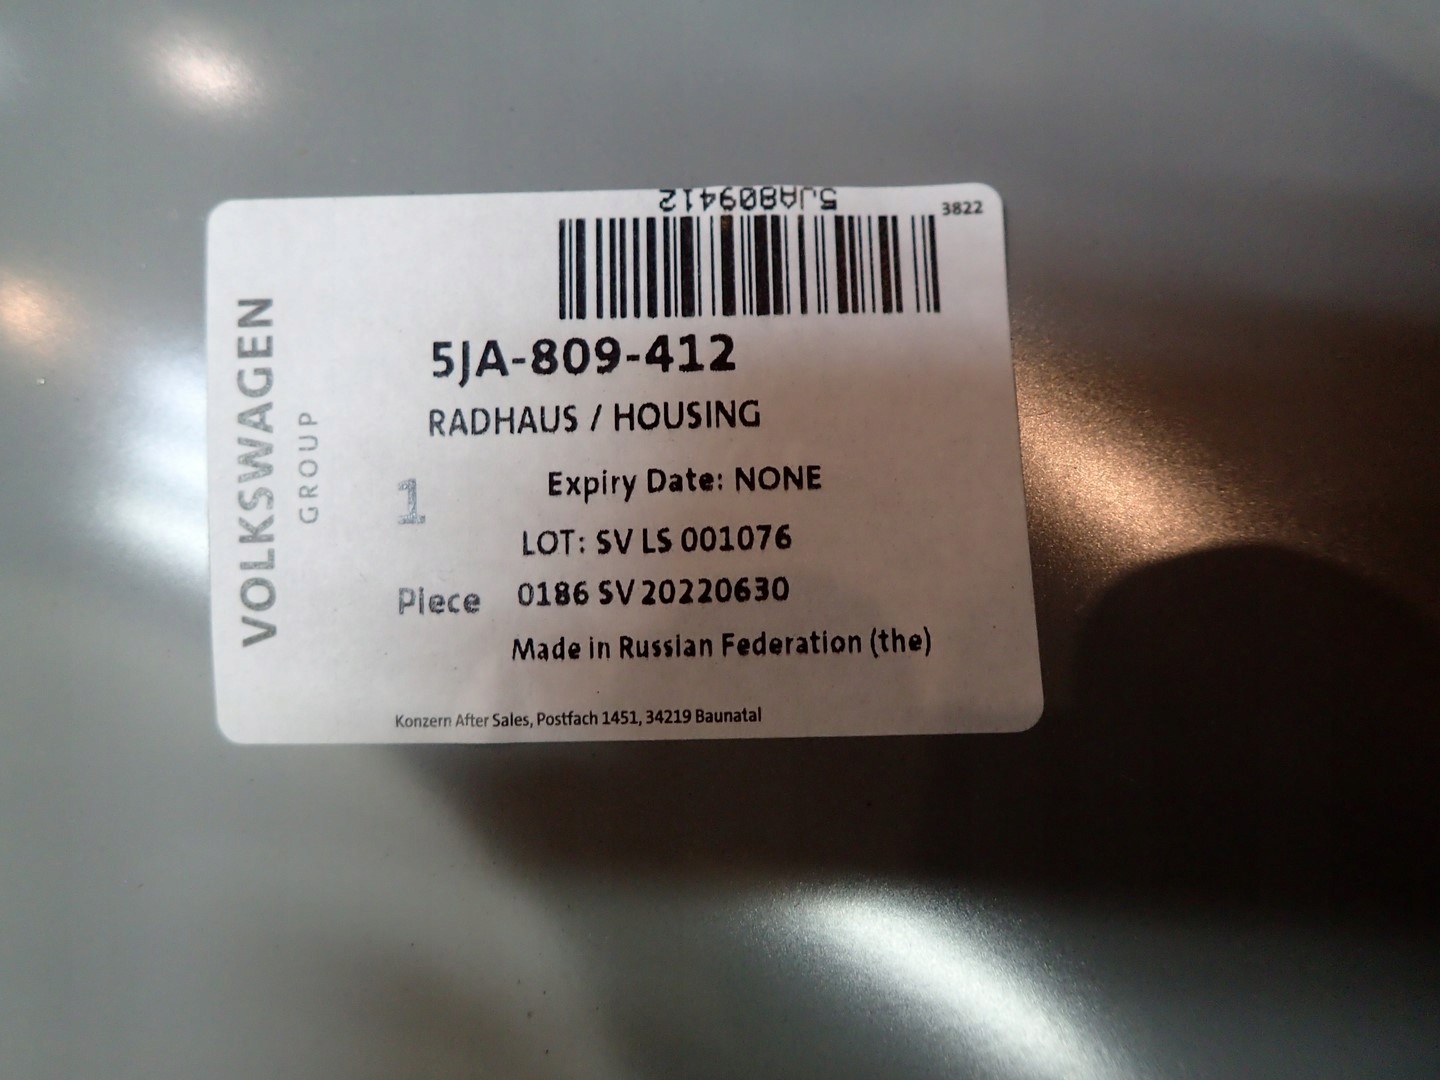 5JA809412
3822
VOLKSWAGEN
GROUP
5JA-809-412
RADHAUS / HOUSING
1
Expiry Date: NONE
LOT: SV LS 001076
Piece
0186 SV 20220630
Made in Russian Federation (the)
Konzern After Sales, Postfach 1451, 34219 Baunatal